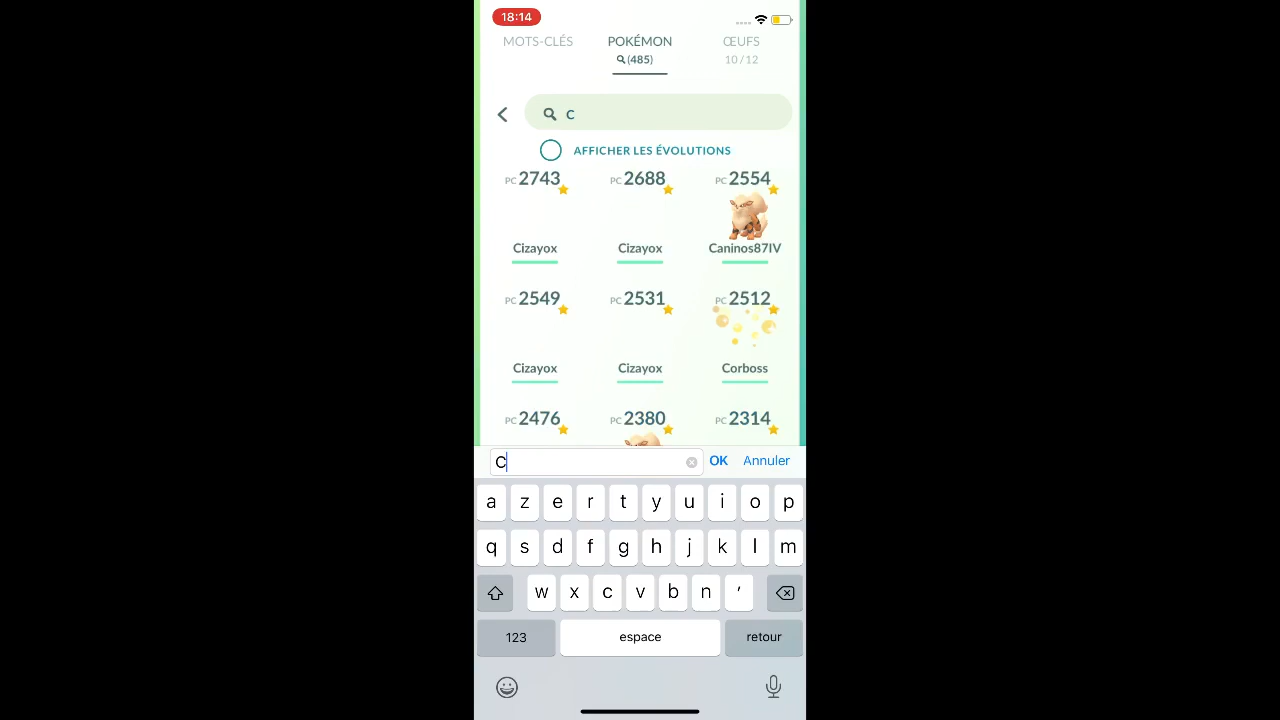 18:14
MOTS-CLÉS POKÉMON ŒUFS
(485) 10/12
C
AFFICHER LES ÉVOLUTIONS
PC 2743 PC 2688 PC 2554
Cizayox Cizayox Caninos87IV
PC 2549 PC 2531 PC 2512
Cizayox Cizayox Corboss
PC 2476 PC 2380 PC 2314
C OK Annuler
a z e r t y u i o p
q s d f g h j k l m
w x c v b n ′
123 espace retour